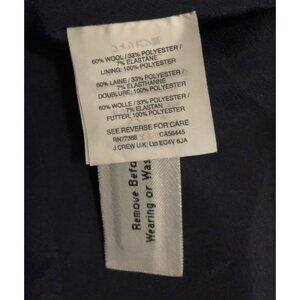 60% WOOL / 33% POLYESTER /
7% ELASTANE
LINING: 100% POLYESTER
60% LAINE / 33% POLYESTER /
7% ELASTHANNE
DOUBLURE: 100% POLYESTER
60% WOLLE / 33% POLYESTER /
7% ELASTAN
FUTTER: 100% POLYESTER
SEE REVERSE FOR CARE
RN77388 CA56445
J.CREW U.K. Ltd EC4V 6JA
Remove Befo
Wearing or Was